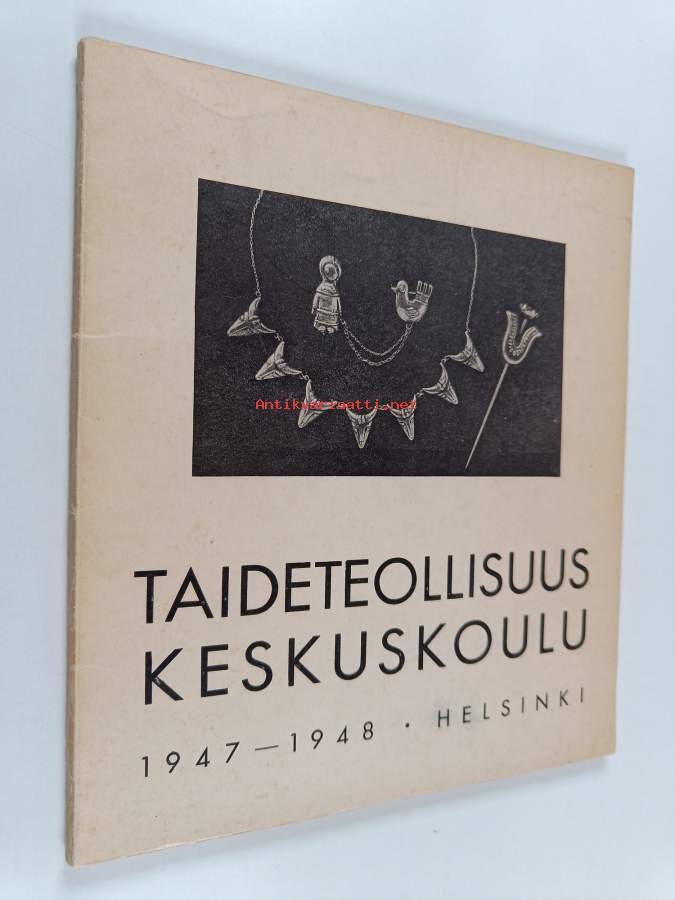 Antikvariaatti.net
TAIDETEOLLISUUS
KESKUSKOULU
1947—1948 · HELSINKI